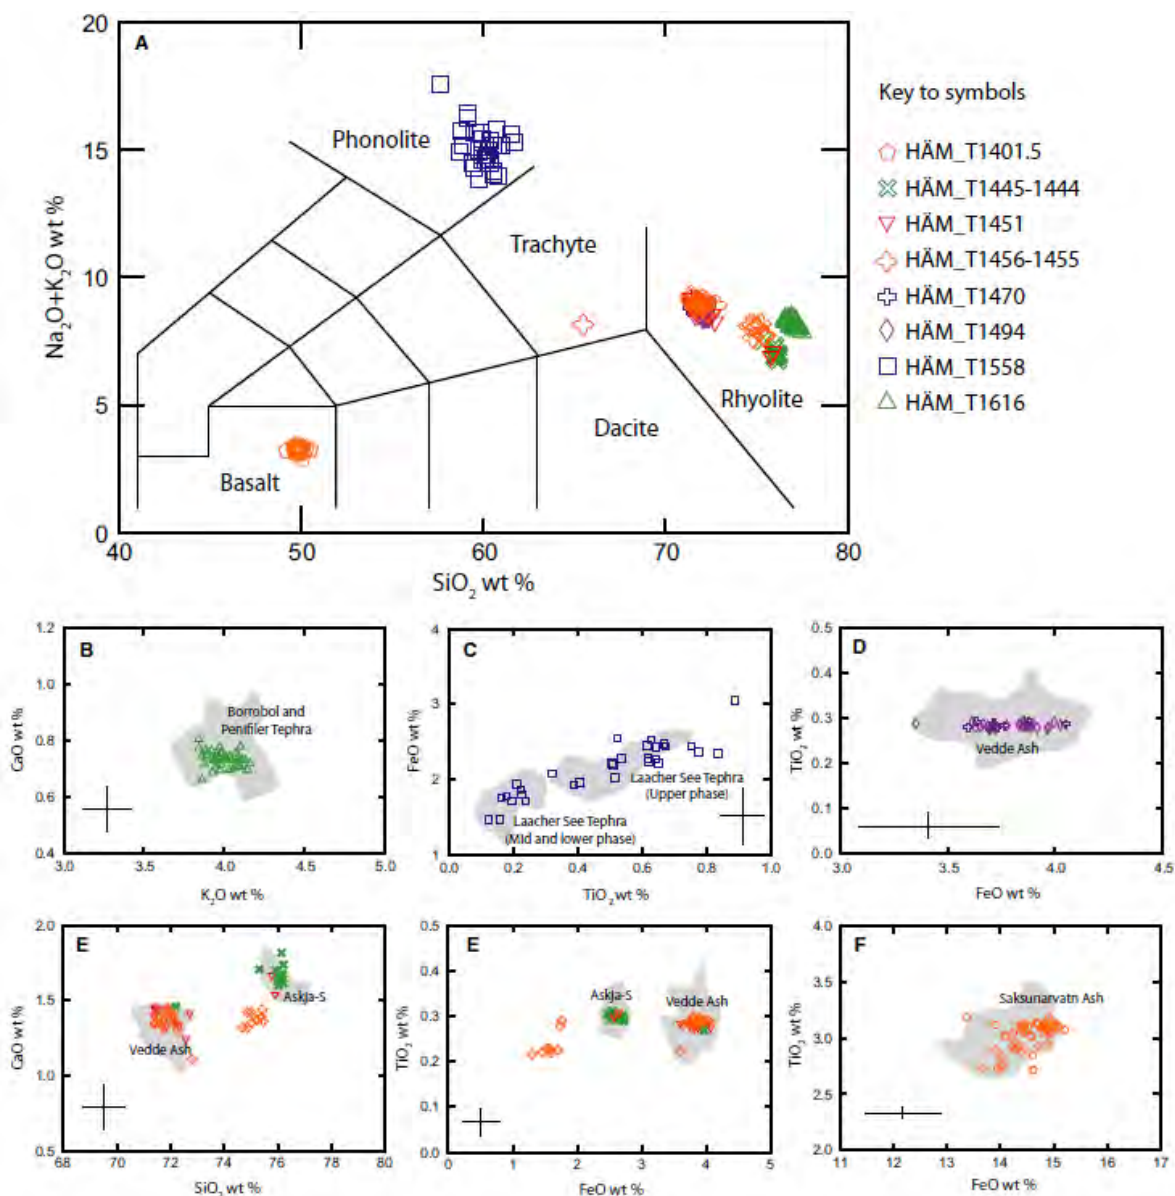 A
20
15
10
5
0
40
50
60
70
80
Na₂O+K₂O wt %
SiO₂ wt %
Phonolite
Trachyte
Rhyolite
Dacite
Basalt
Key to symbols
HÄM_T1401.5
HÄM_T1445-1444
HÄM_T1451
HÄM_T1456-1455
HÄM_T1470
HÄM_T1494
HÄM_T1558
HÄM_T1616
B
1.2
1.0
0.8
0.6
0.4
3.0
3.5
4.0
4.5
5.0
CaO wt %
K₂O wt %
Borrobol and
Penifiler Tephra
C
4
3
2
1
0.0
0.2
0.4
0.6
0.8
1.0
FeO wt %
TiO₂ wt %
Laacher See Tephra
(Upper phase)
Laacher See Tephra
(Mid and lower phase)
D
0.5
0.4
0.3
0.2
0.1
0.0
3.0
3.5
4.0
4.5
TiO₂ wt %
FeO wt %
Vedde Ash
E
2.0
1.5
1.0
0.5
68
70
72
74
76
78
80
CaO wt %
SiO₂ wt %
Askja-S
Vedde Ash
E
0.5
0.4
0.3
0.2
0.1
0.0
0
1
2
3
4
5
TiO₂ wt %
FeO wt %
Askja-S
Vedde Ash
F
4.0
3.5
3.0
2.5
2.0
11
12
13
14
15
16
17
TiO₂ wt %
FeO wt %
Saksunarvatn Ash